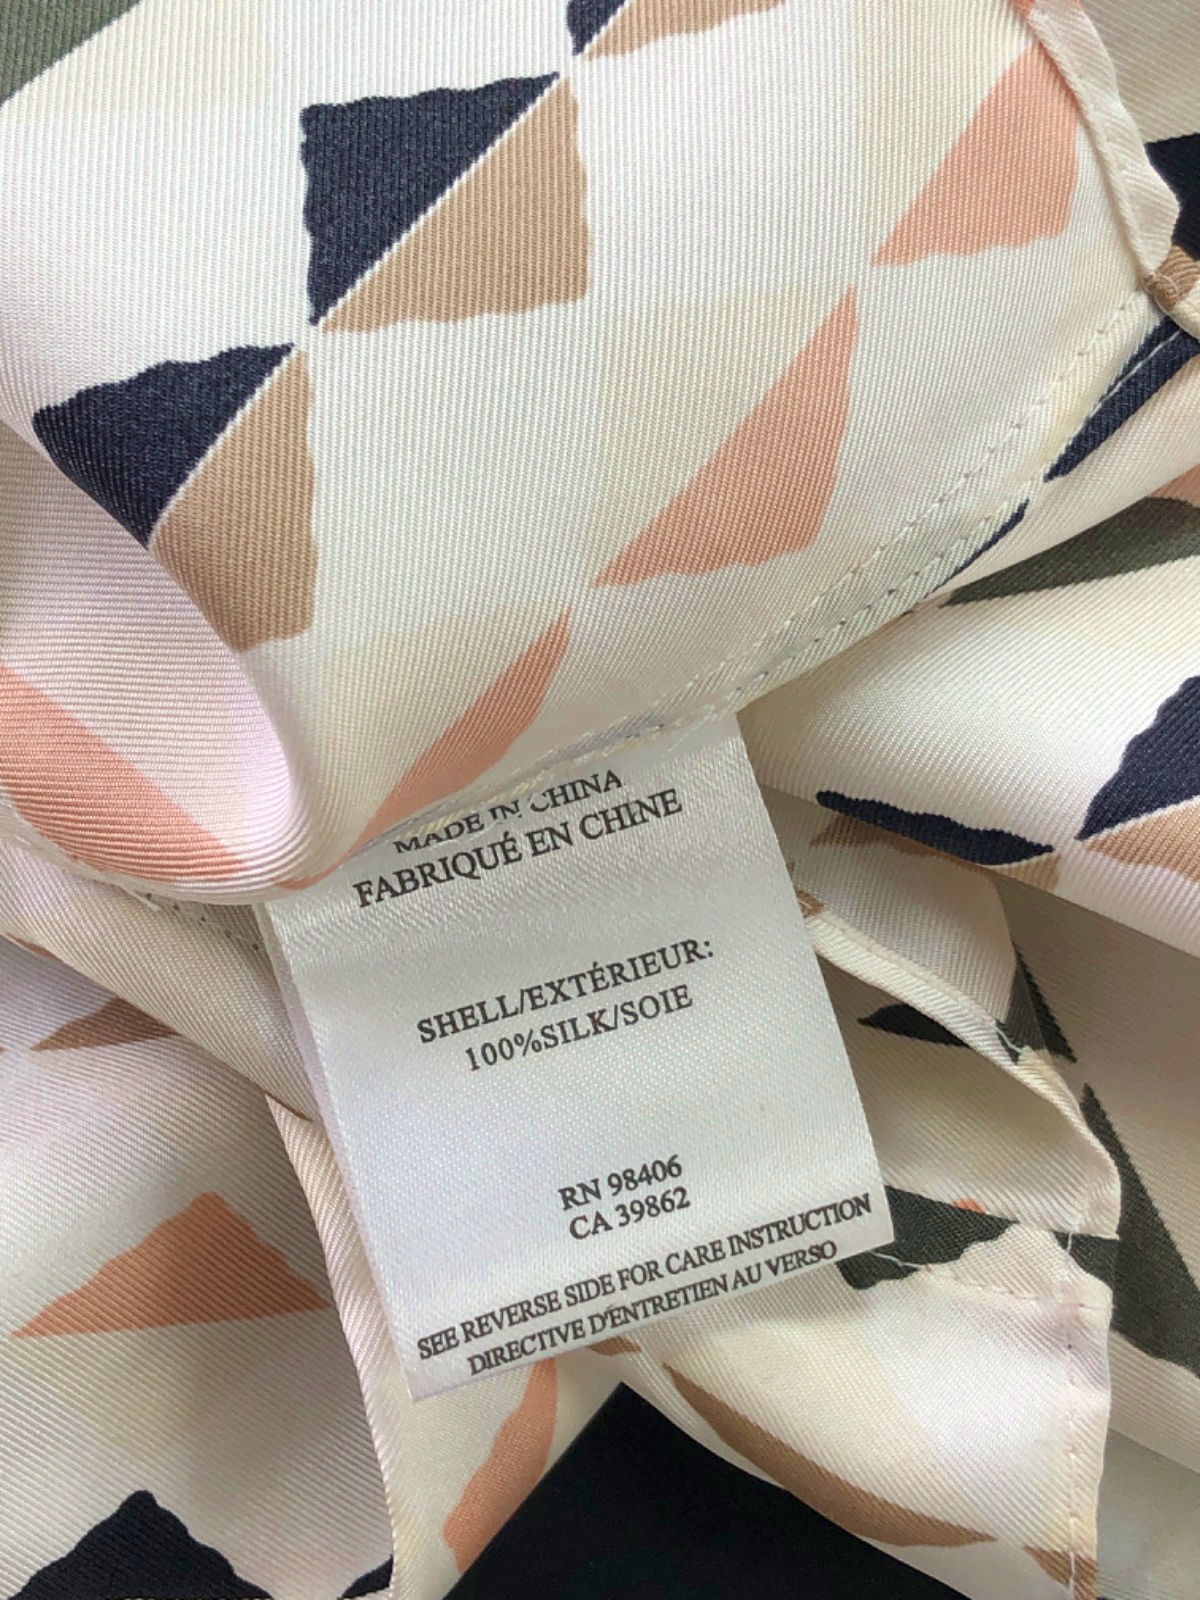 MADE IN CHINA
FABRIQUÉ EN CHINE
SHELL/EXTÉRIEUR:
100%SILK/SOIE
RN 98406
CA 39862
SEE REVERSE SIDE FOR CARE INSTRUCTION
DIRECTIVE D'ENTRETIEN AU VERSO